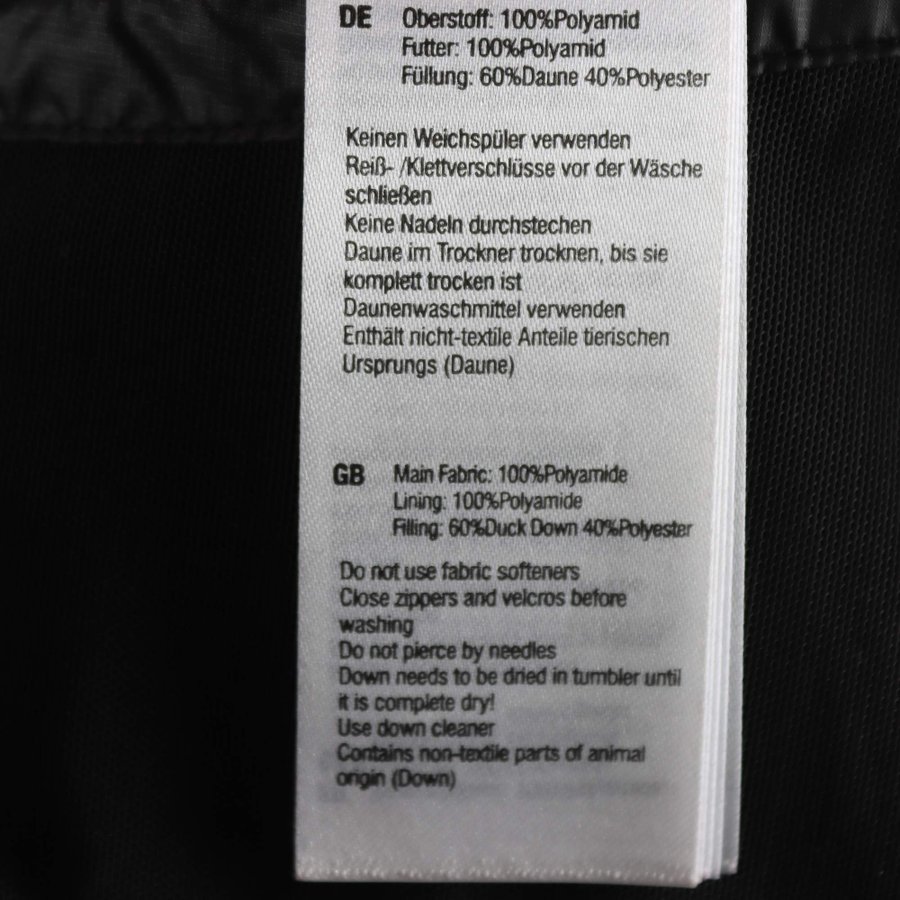 DE Oberstoff: 100%Polyamid
Futter: 100%Polyamid
Füllung: 60%Daune 40%Polyester
Keinen Weichspüler verwenden
Reiß- /Klettverschlüsse vor der Wäsche
schließen
Keine Nadeln durchstechen
Daune im Trockner trocknen, bis sie
komplett trocken ist
Daunenwaschmittel verwenden
Enthält nicht-textile Anteile tierischen
Ursprungs (Daune)
GB Main Fabric: 100%Polyamide
Lining: 100%Polyamide
Filling: 60%Duck Down 40%Polyester
Do not use fabric softeners
Close zippers and velcros before
washing
Do not pierce by needles
Down needs to be dried in tumbler until
it is complete dry!
Use down cleaner
Contains non-textile parts of animal
origin (Down)